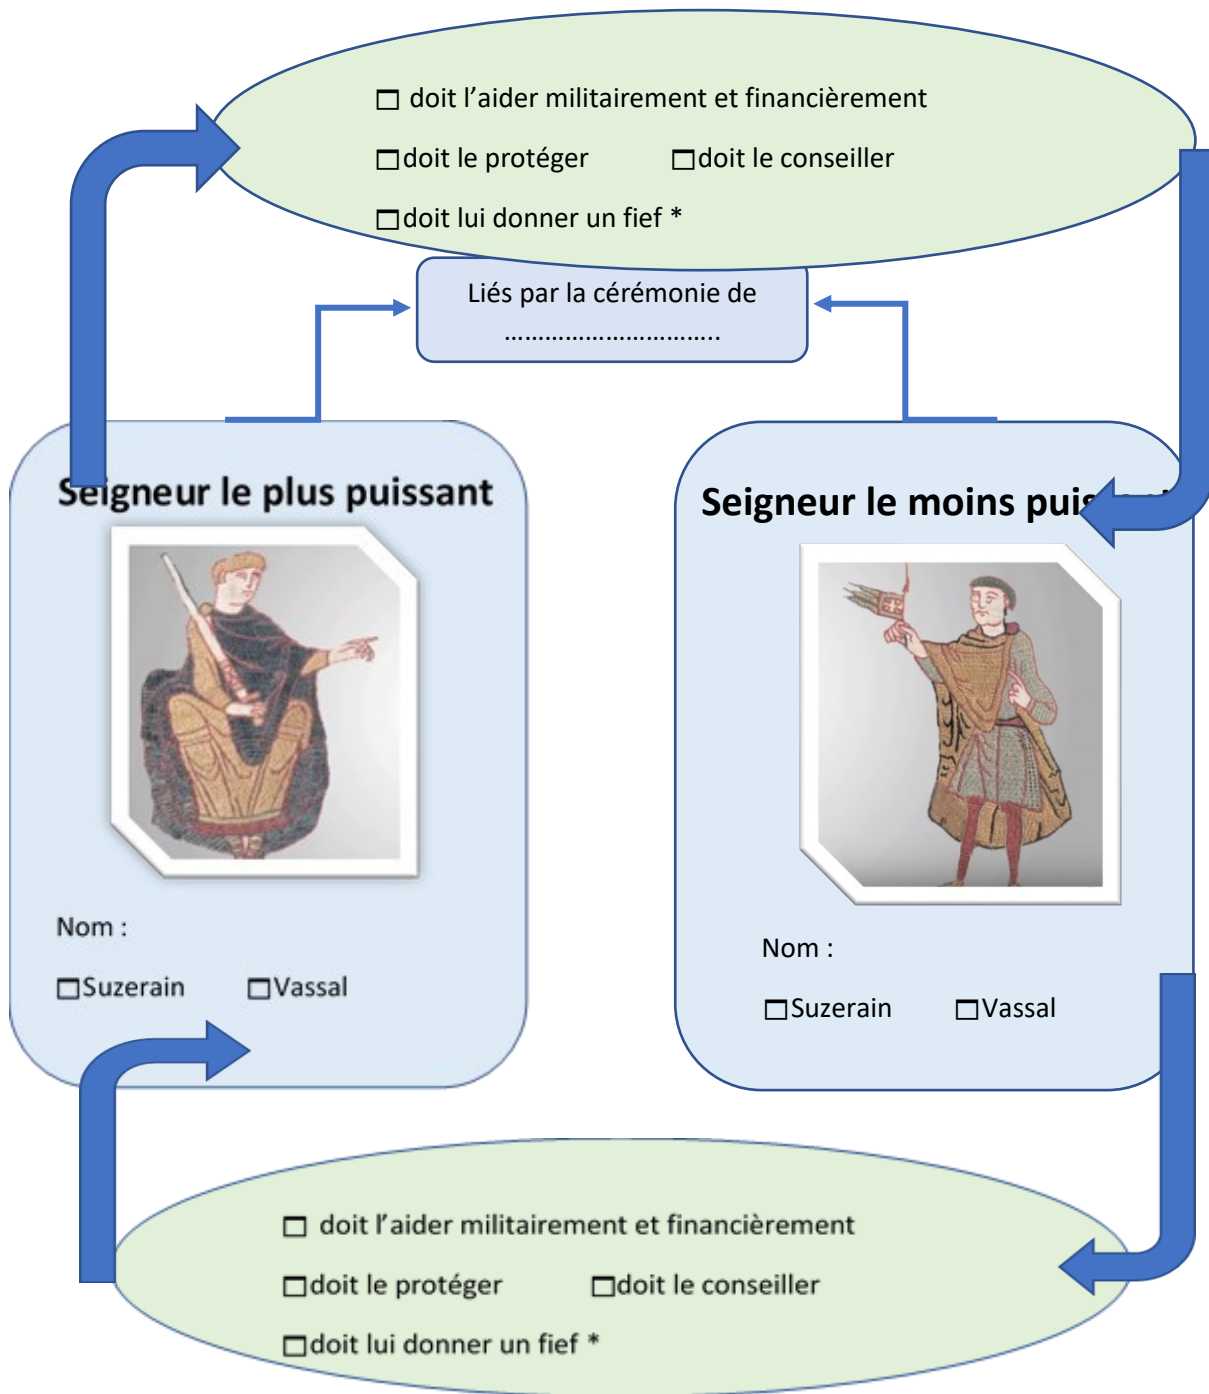 ☐ doit l’aider militairement et financièrement
☐doit le protéger ☐doit le conseiller
☐doit lui donner un fief *
Liés par la cérémonie de
…………………………..
Seigneur le plus puissant
Seigneur le moins
Nom :
☐Suzerain ☐Vassal
Nom :
☐Suzerain ☐Vassal
☐ doit l’aider militairement et financièrement
☐doit le protéger ☐doit le conseiller
☐doit lui donner un fief *